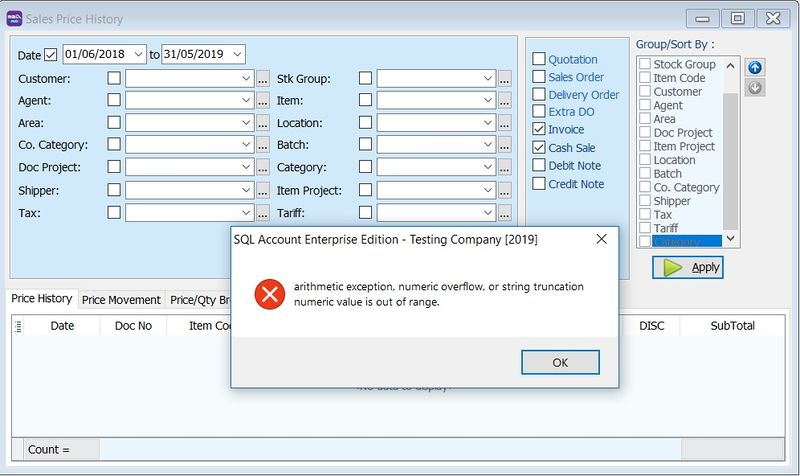 Sales Price History
Date 01/06/2018 to 31/05/2019
Customer: ... Stk Group: ...
Agent: ... Item: ...
Area: ... Location: ...
Co. Category: ... Batch: ...
Doc Project: ... Category: ...
Shipper: ... Item Project: ...
Tax: ... Tariff: ...
Quotation
Sales Order
Delivery Order
Extra DO
Invoice
Cash Sale
Debit Note
Credit Note
Group/Sort By :
Stock Group
Item Code
Customer
Agent
Area
Doc Project
Item Project
Location
Batch
Co. Category
Shipper
Tax
Tariff
Category
Apply
SQL Account Enterprise Edition - Testing Company [2019]
arithmetic exception, numeric overflow, or string truncation
numeric value is out of range.
OK
Price History Price Movement Price/Qty Br
Date Doc No Item Co DISC SubTotal
Count =